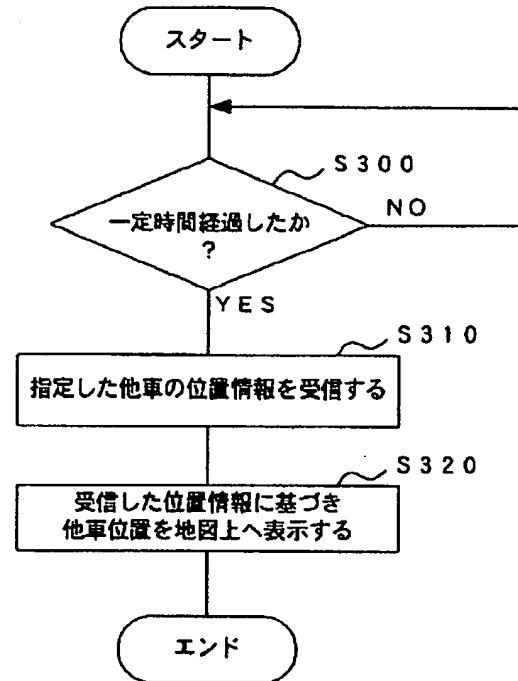 スタート
S300
一定時間経過したか
?
NO
YES
S310
指定した他車の位置情報を受信する
S320
受信した位置情報に基づき
他車位置を地図上へ表示する
エンド